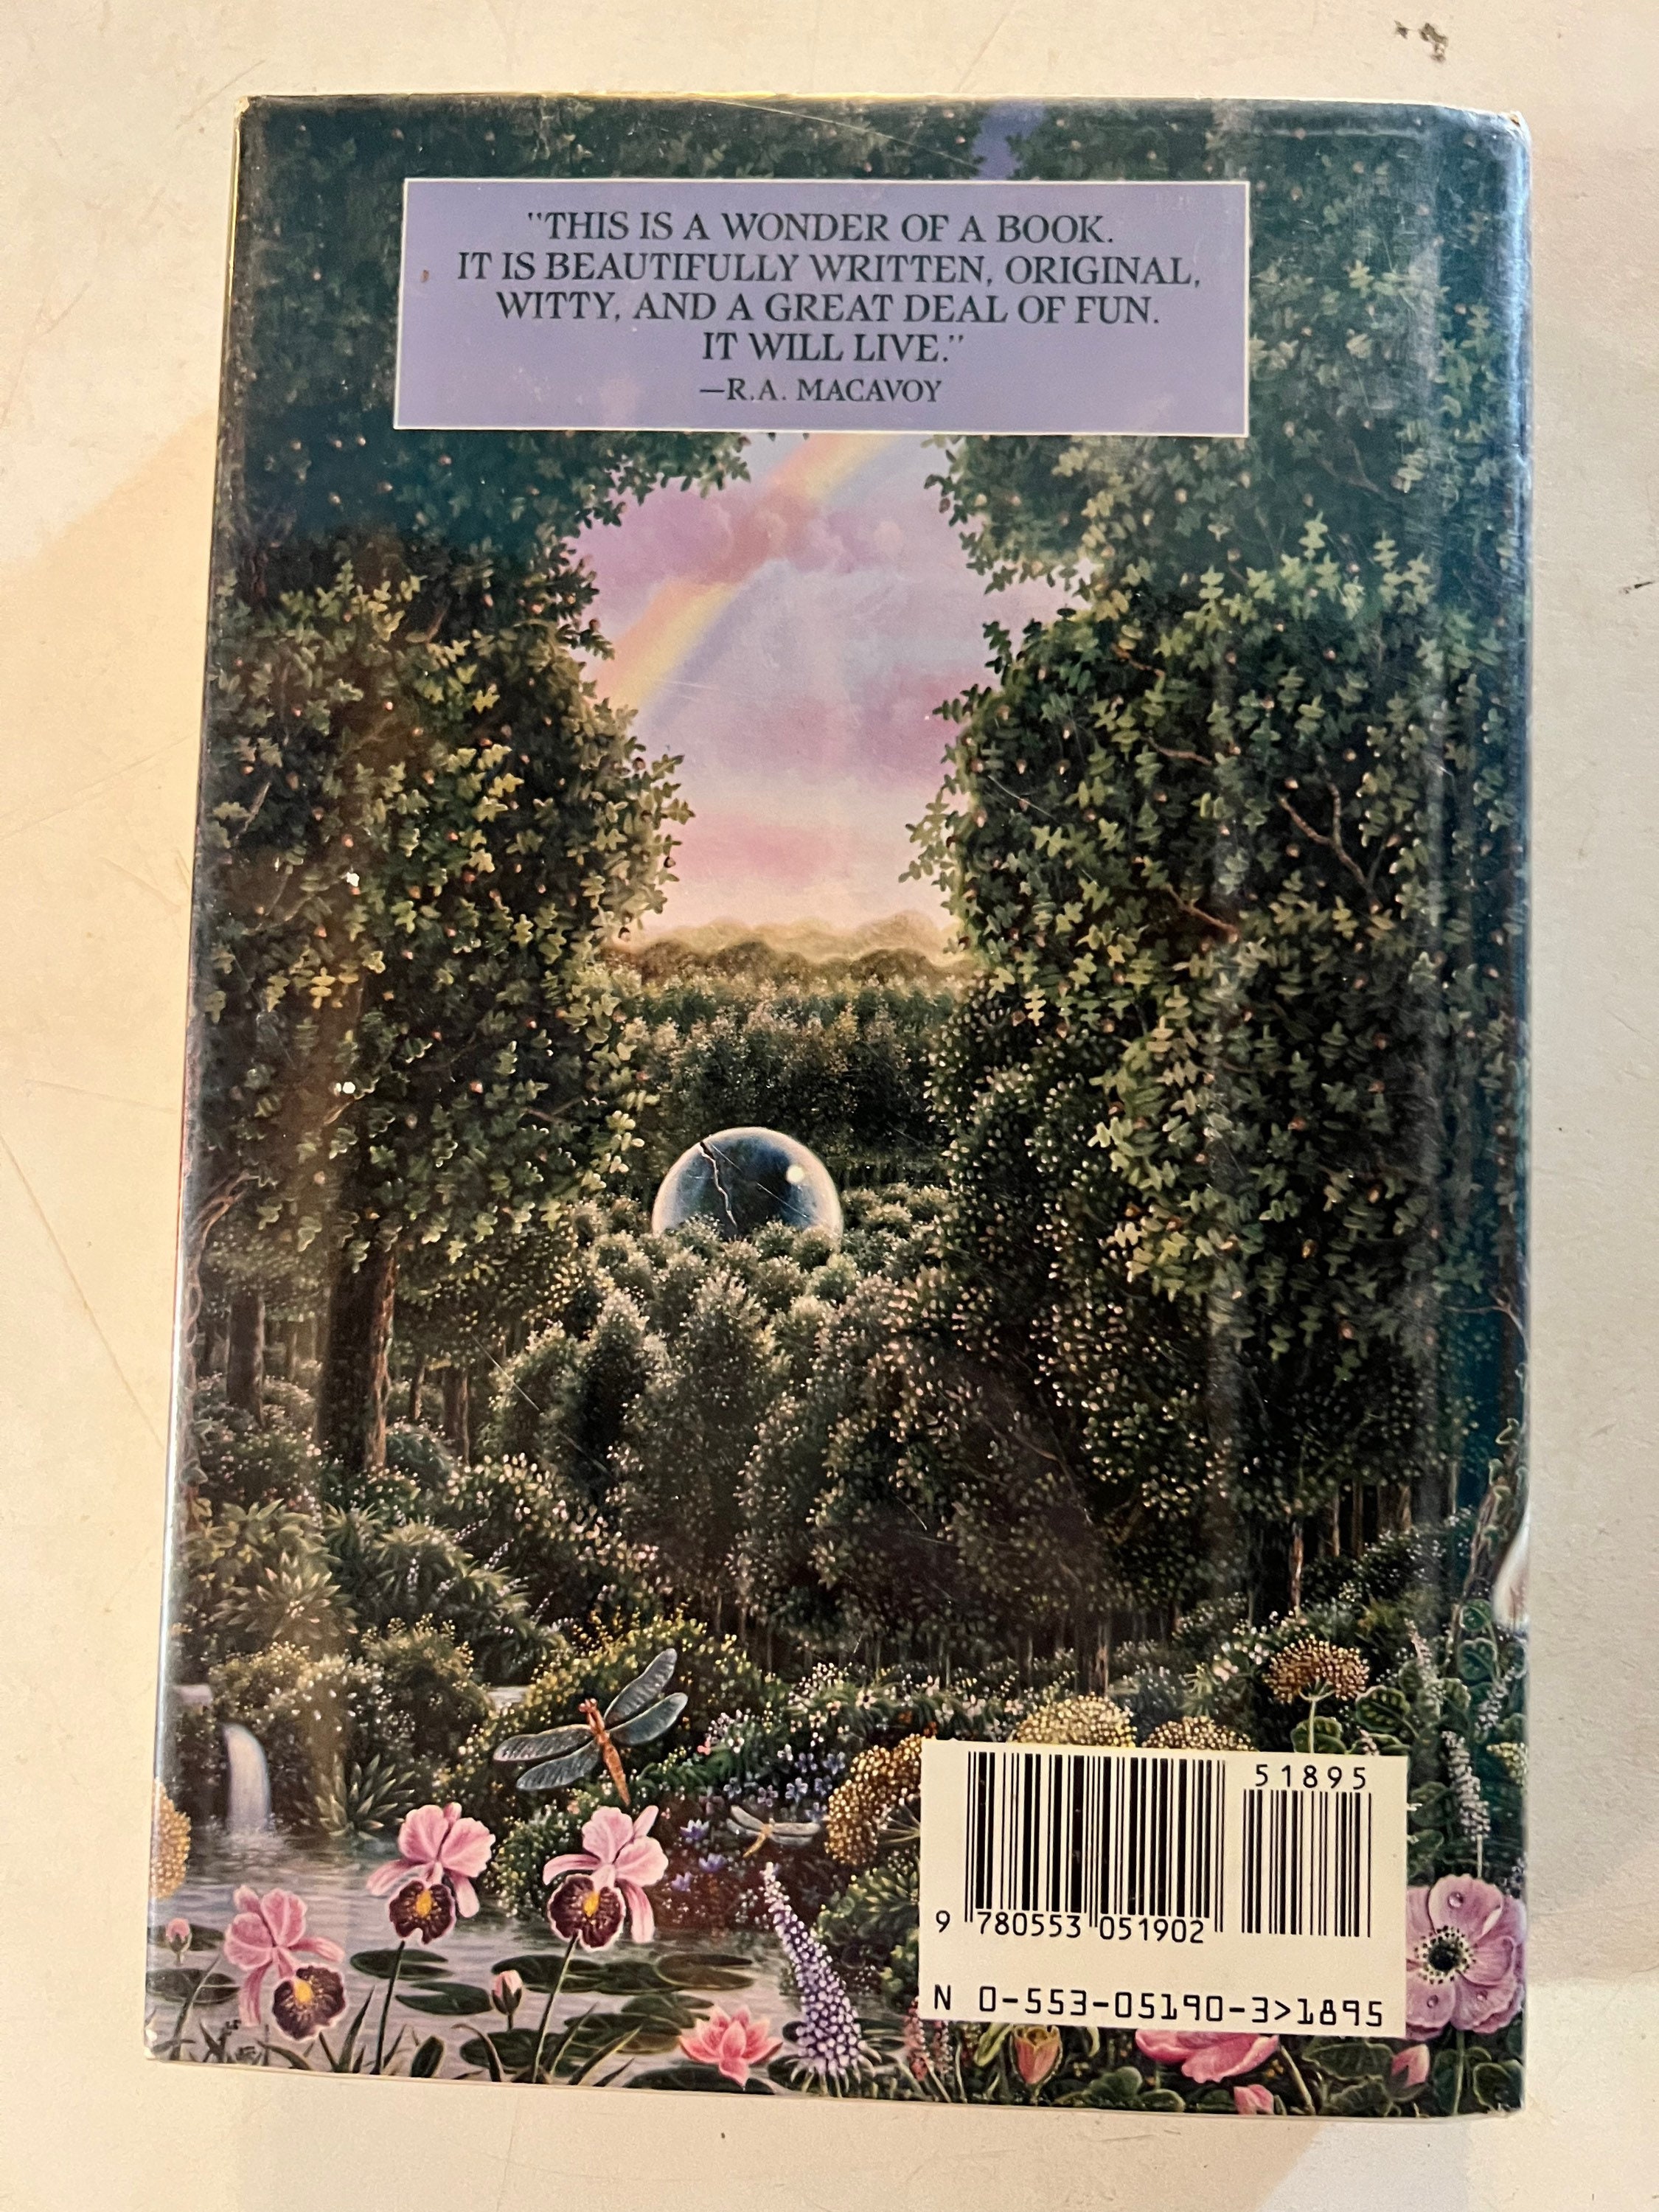 "THIS IS A WONDER OF A BOOK.
IT IS BEAUTIFULLY WRITTEN, ORIGINAL,
WITTY, AND A GREAT DEAL OF FUN.
IT WILL LIVE."
—R.A. MACAVOY
51895
9 780553 051902
N 0-553-05190-3>1895